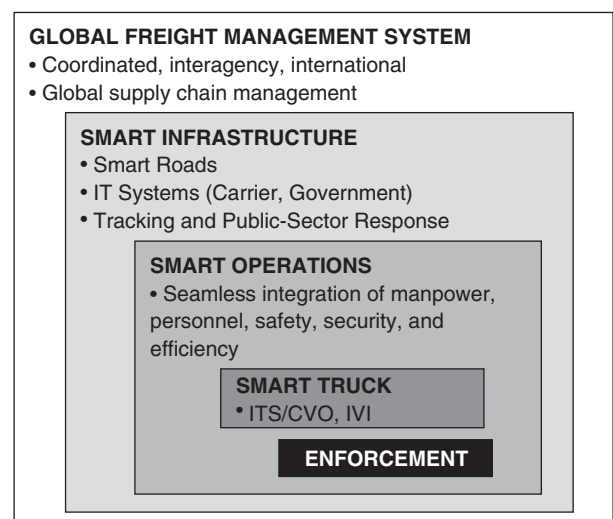 GLOBAL FREIGHT MANAGEMENT SYSTEM
• Coordinated, interagency, international
• Global supply chain management
SMART INFRASTRUCTURE
• Smart Roads
• IT Systems (Carrier, Government)
• Tracking and Public-Sector Response
SMART OPERATIONS
• Seamless integration of manpower,
personnel, safety, security, and
efficiency
SMART TRUCK
• ITS/CVO, IVI
ENFORCEMENT